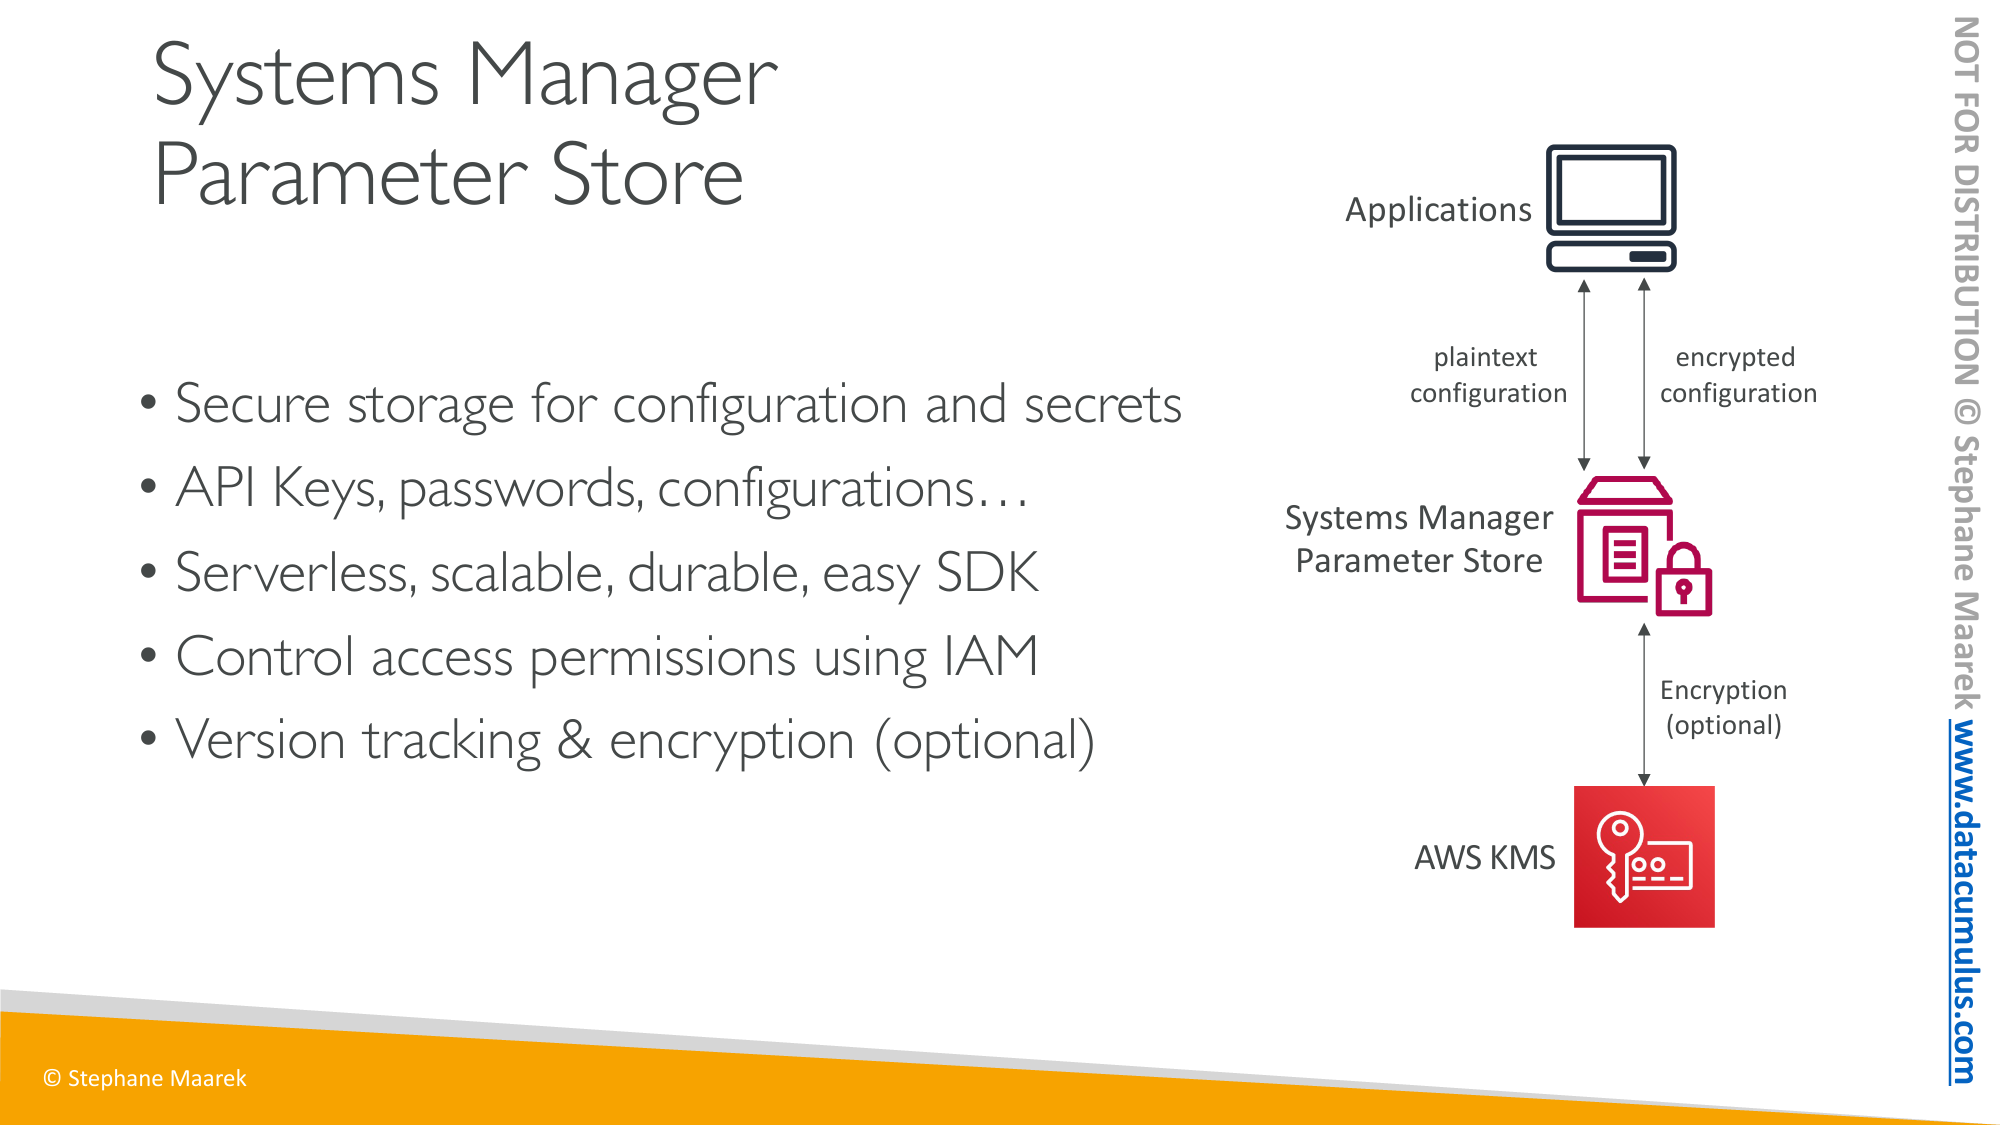 Systems Manager
Parameter Store
• Secure storage for configuration and secrets
• API Keys, passwords, configurations…
• Serverless, scalable, durable, easy SDK
• Control access permissions using IAM
• Version tracking & encryption (optional)
Applications
plaintext
configuration
encrypted
configuration
Systems Manager
Parameter Store
Encryption
(optional)
AWS KMS
© Stephane Maarek
NOT FOR DISTRIBUTION © Stephane Maarek www.datacumulus.com